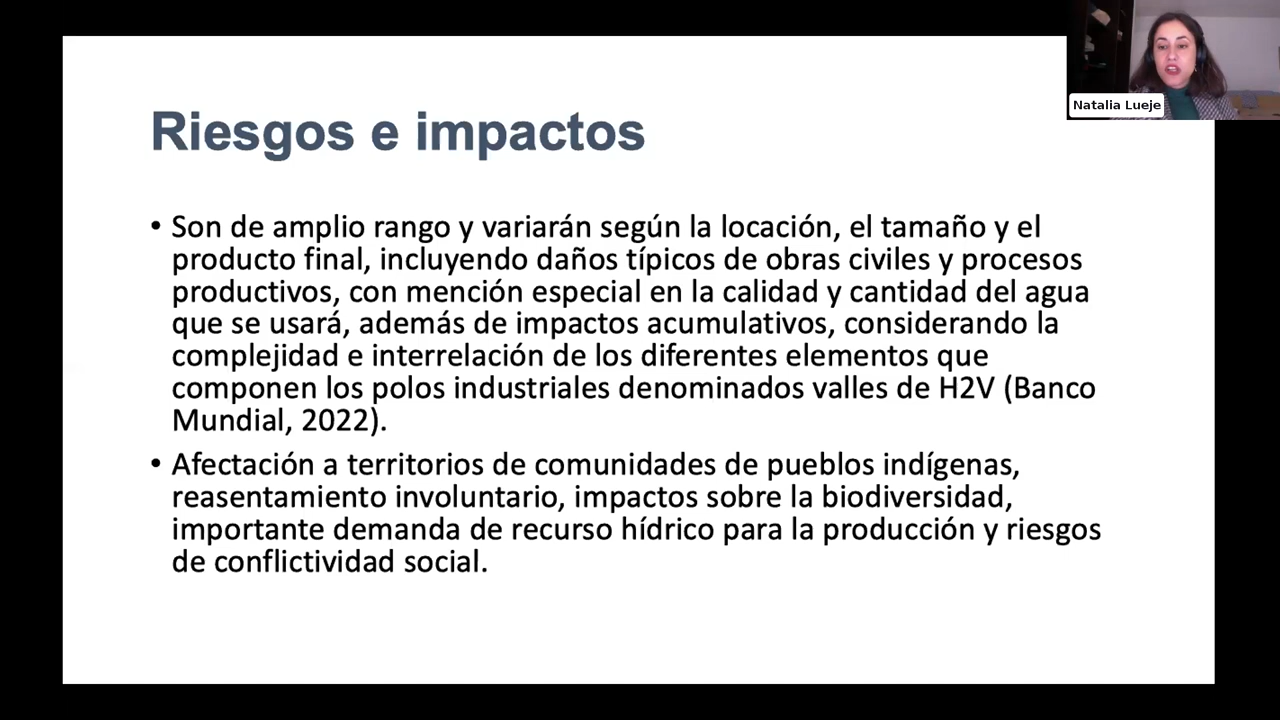 Natalia Lueje
Riesgos e impactos
• Son de amplio rango y variarán según la locación, el tamaño y el
producto final, incluyendo daños típicos de obras civiles y procesos
productivos, con mención especial en la calidad y cantidad del agua
que se usará, además de impactos acumulativos, considerando la
complejidad e interrelación de los diferentes elementos que
componen los polos industriales denominados valles de H2V (Banco
Mundial, 2022).
• Afectación a territorios de comunidades de pueblos indígenas,
reasentamiento involuntario, impactos sobre la biodiversidad,
importante demanda de recurso hídrico para la producción y riesgos
de conflictividad social.